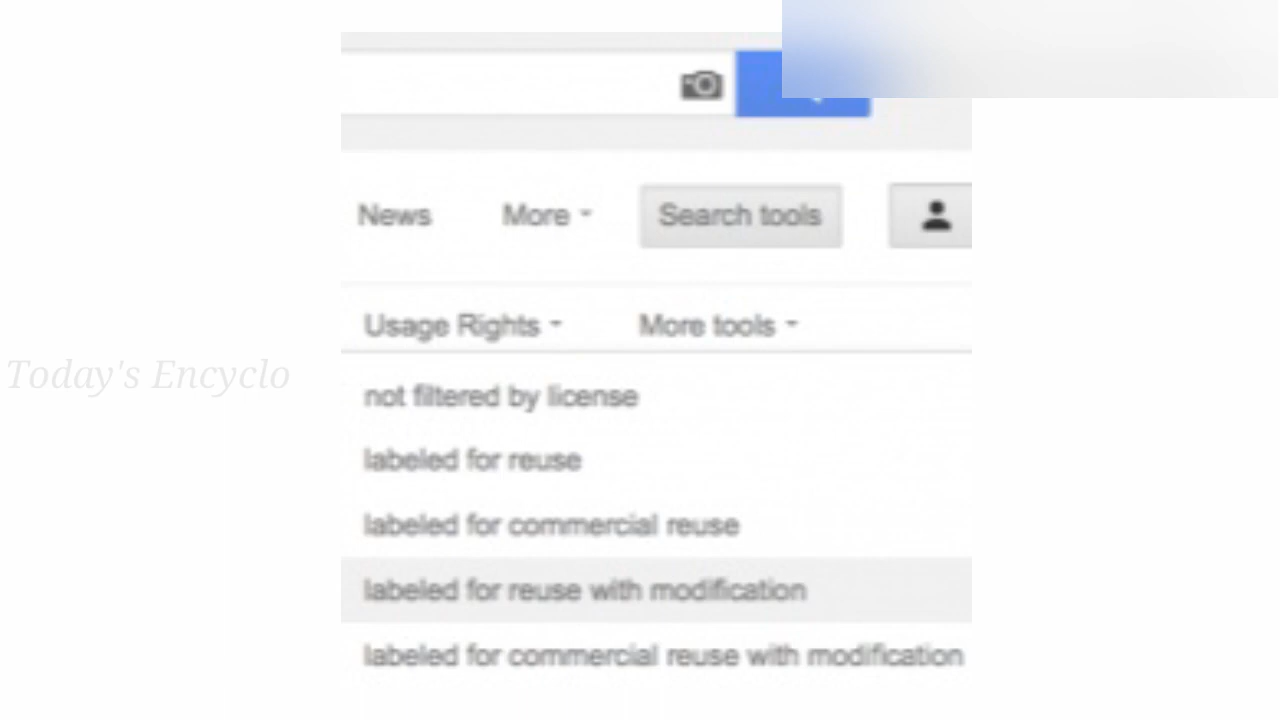 News More Search tools
Usage Rights More tools
Today's Encyclo
not filtered by license
labeled for reuse
labeled for commercial reuse
labeled for reuse with modification
labeled for commercial reuse with modification